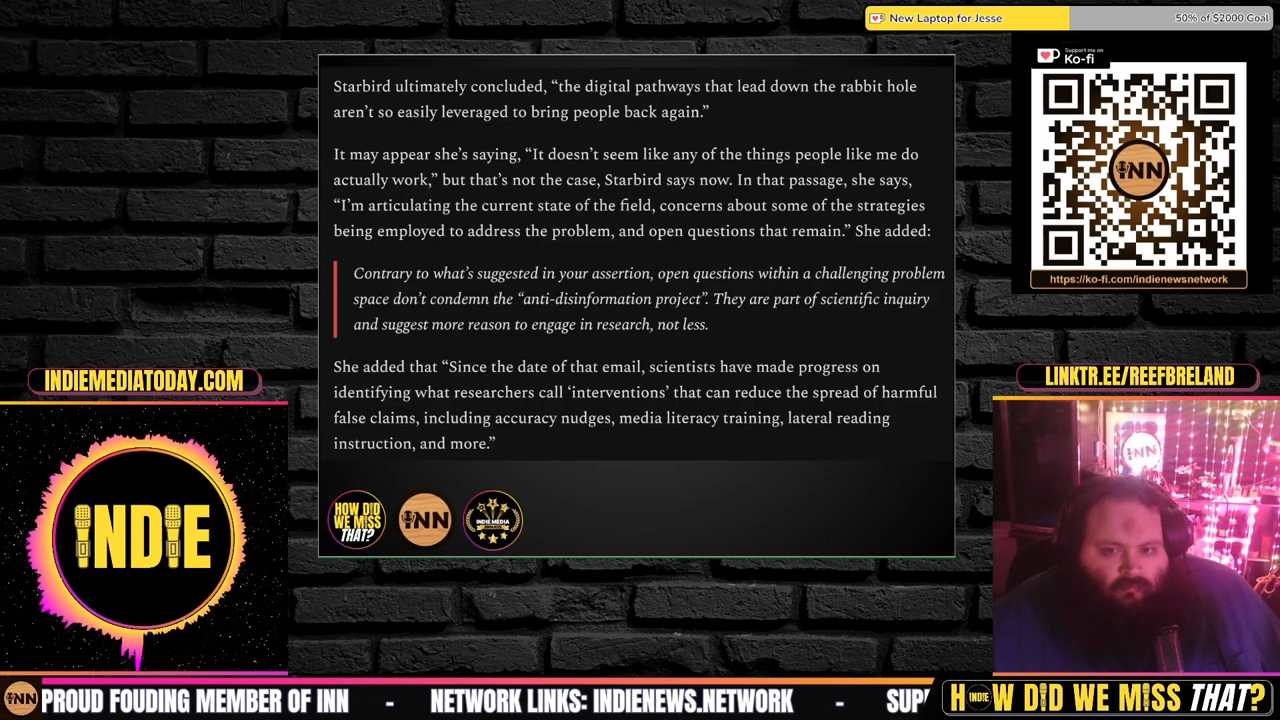 New Laptop for Jesse
50% of $2000 Goal
Support me on
Ko-fi
INN
https://ko-fi.com/indienewsnetwork
Starbird ultimately concluded, “the digital pathways that lead down the rabbit hole
aren’t so easily leveraged to bring people back again.”
It may appear she's saying, “It doesn’t seem like any of the things people like me do
actually work,” but that’s not the case, Starbird says now. In that passage, she says,
“I’m articulating the current state of the field, concerns about some of the strategies
being employed to address the problem, and open questions that remain.” She added:
Contrary to what’s suggested in your assertion, open questions within a challenging problem
space don’t condemn the “anti-disinformation project”. They are part of scientific inquiry
and suggest more reason to engage in research, not less.
She added that “Since the date of that email, scientists have made progress on
identifying what researchers call ‘interventions’ that can reduce the spread of harmful
false claims, including accuracy nudges, media literacy training, lateral reading
instruction, and more.”
HOW DID
WE MISS
THAT?
INN
INDIE MEDIA
INDIEMEDIATODAY.COM
INDIE
LINKTR.EE/REEFBRELAND
INN
INN
PROUD FOUDING MEMBER OF INN - NETWORK LINKS: INDIENEWS.NETWORK - SUPP
HOW DID WE MISS THAT?